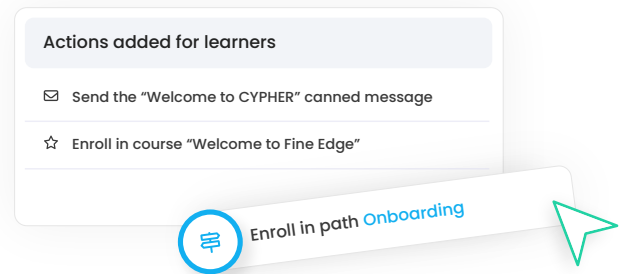 Actions added for learners
Send the “Welcome to CYPHER” canned message
Enroll in course “Welcome to Fine Edge”
Enroll in path Onboarding